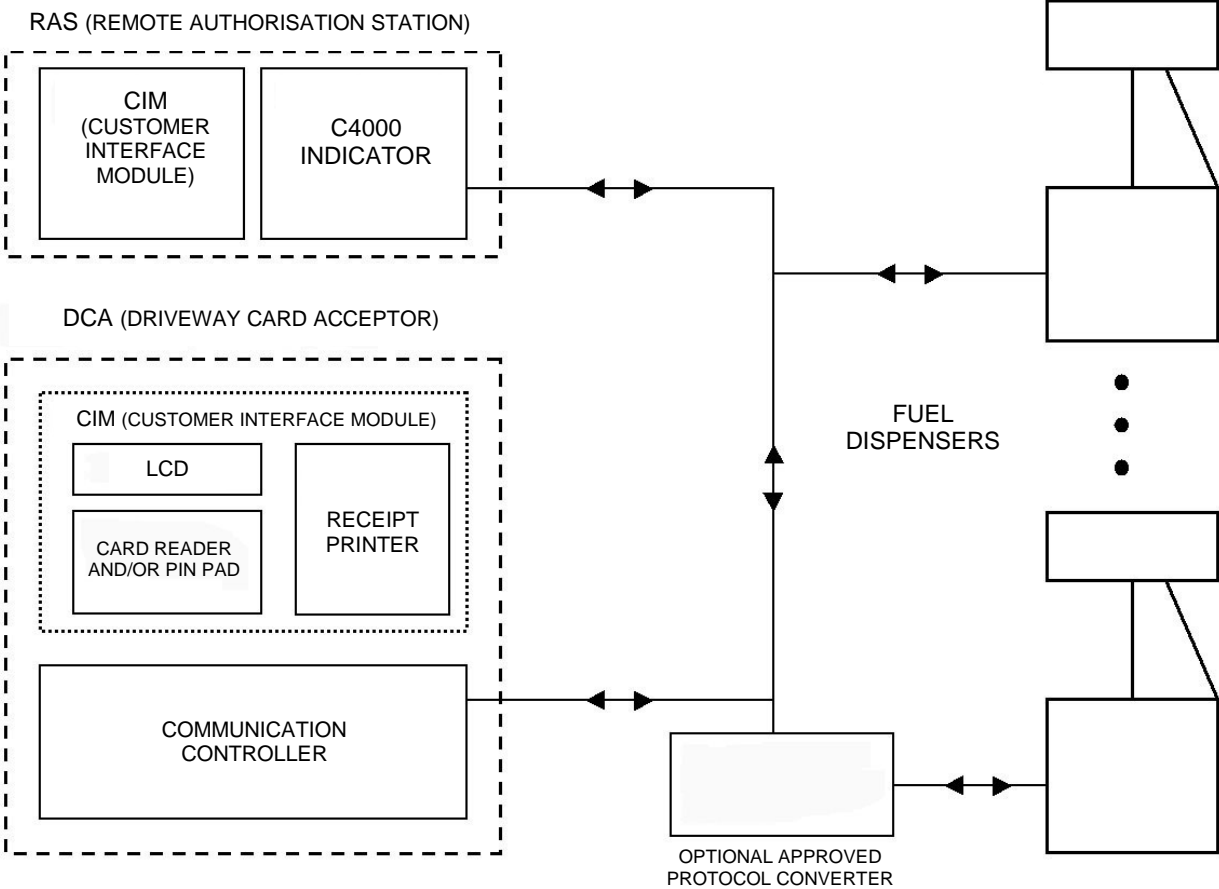 RAS (REMOTE AUTHORISATION STATION)
CIM
(CUSTOMER
INTERFACE
MODULE)
C4000
INDICATOR
DCA (DRIVEWAY CARD ACCEPTOR)
CIM (CUSTOMER INTERFACE MODULE)
LCD
CARD READER
AND/OR PIN PAD
RECEIPT
PRINTER
COMMUNICATION
CONTROLLER
FUEL
DISPENSERS
OPTIONAL APPROVED
PROTOCOL CONVERTER